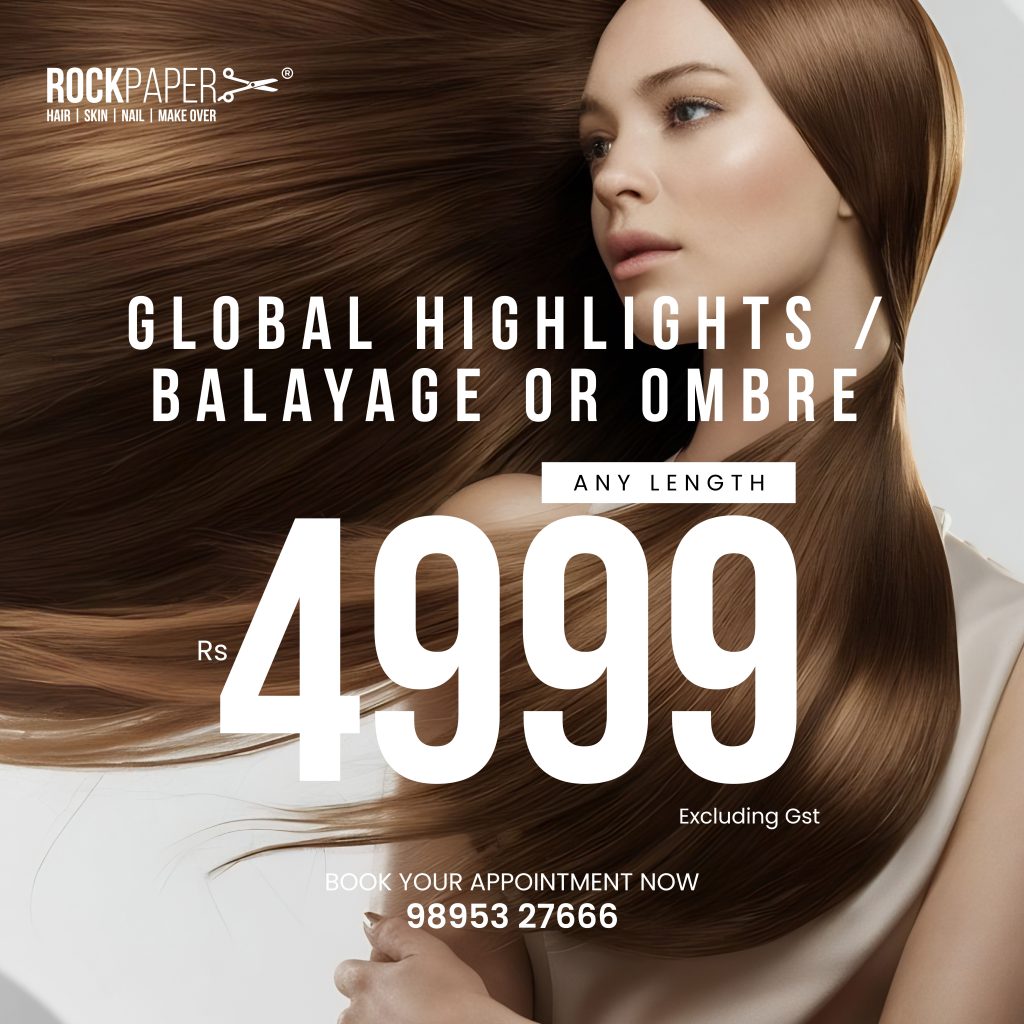 ROCKPAPER ®
HAIR | SKIN | NAIL | MAKE OVER
GLOBAL HIGHLIGHTS /
BALAYAGE OR OMBRE
ANY LENGTH
Rs 4999
Excluding Gst
BOOK YOUR APPOINTMENT NOW
98953 27666